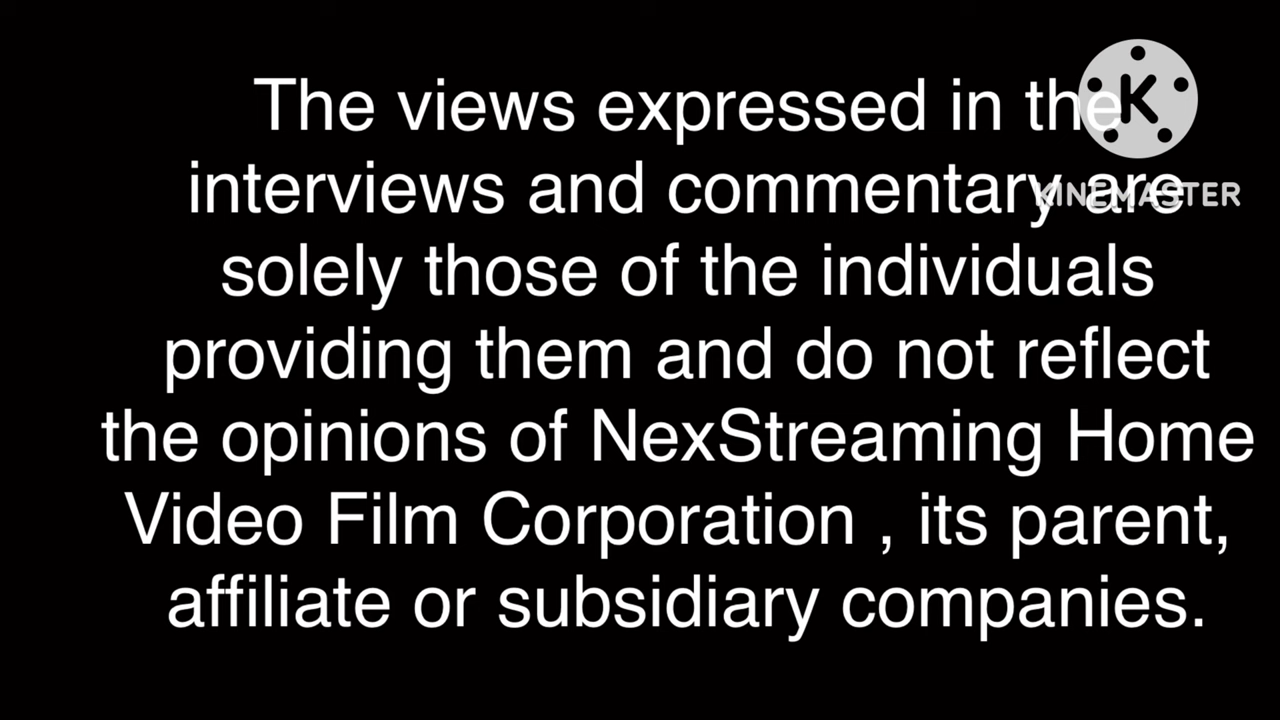 The views expressed in the
interviews and commentary are
solely those of the individuals
providing them and do not reflect
the opinions of NexStreaming Home
Video Film Corporation , its parent,
affiliate or subsidiary companies.
K
KINEMASTER